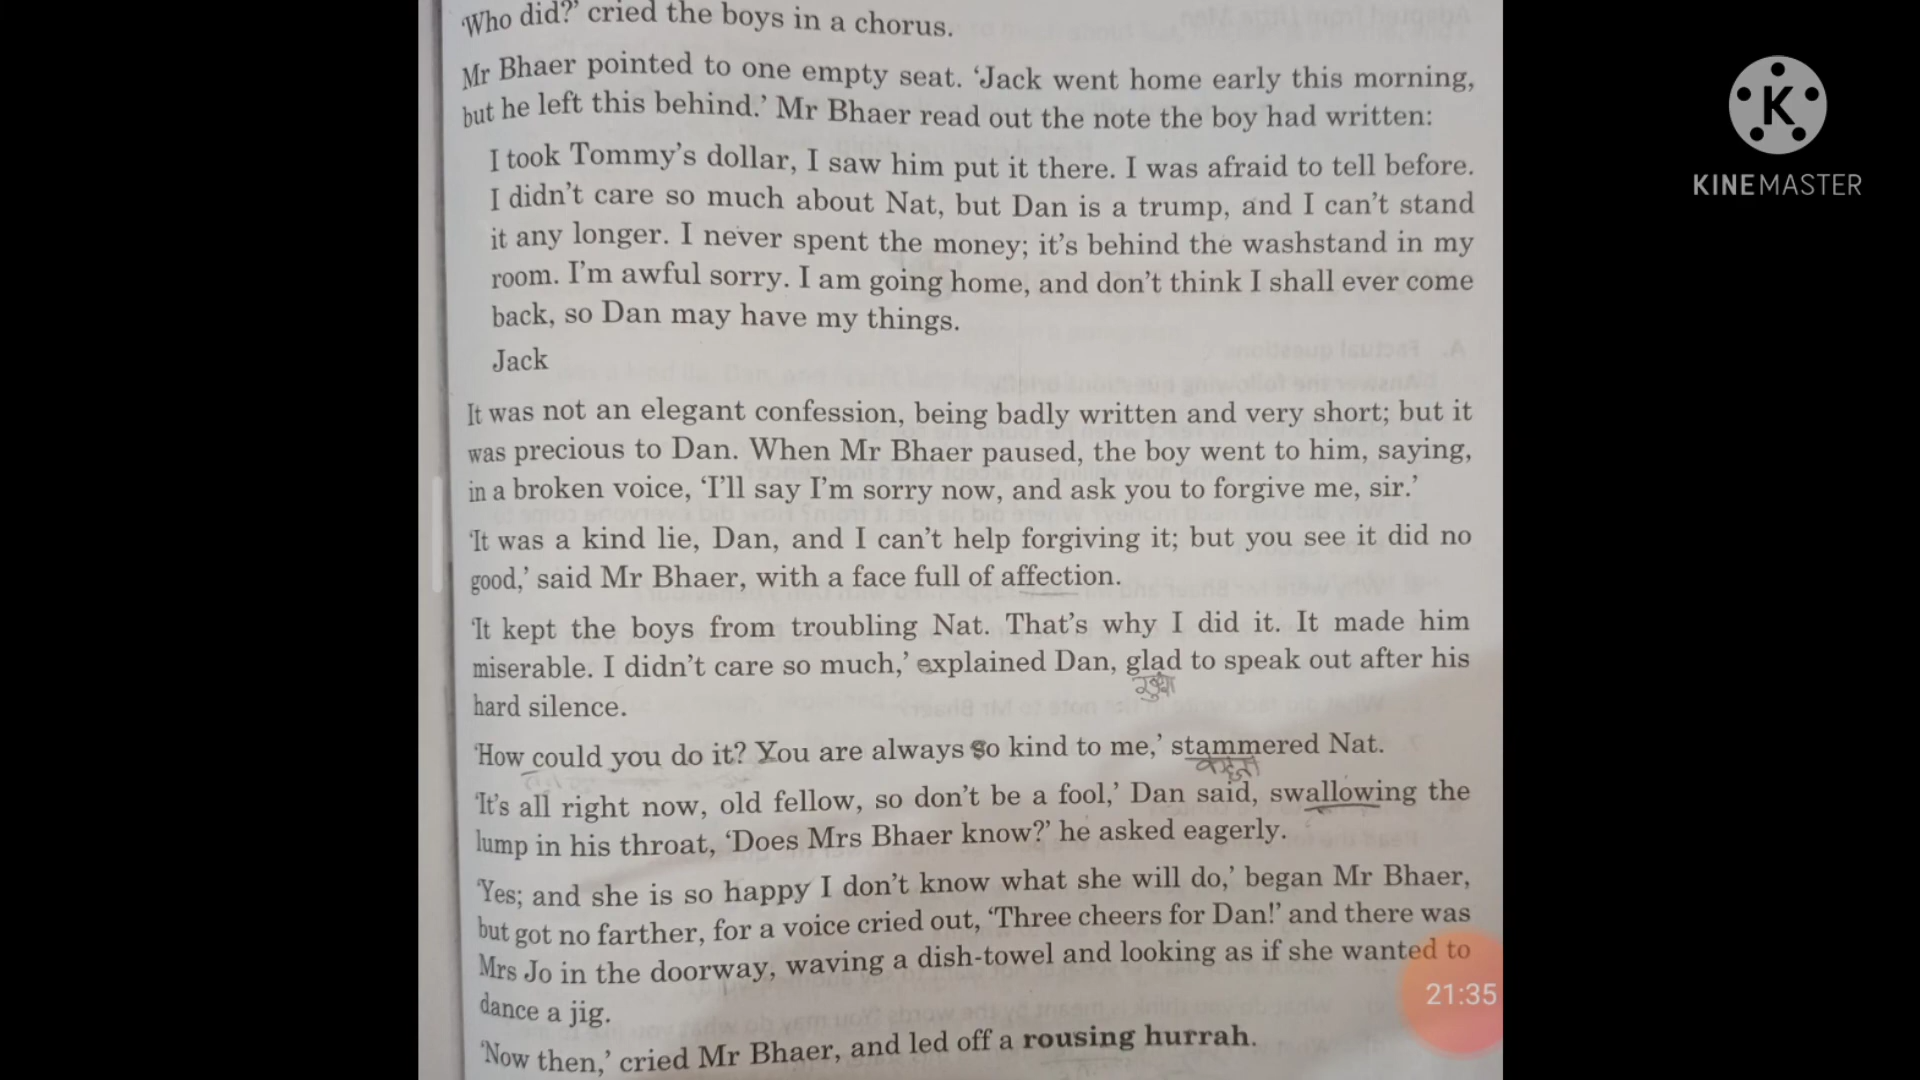 'Who did?' cried the boys in a chorus.
Mr Bhaer pointed to one empty seat. 'Jack went home early this morning,
but he left this behind.' Mr Bhaer read out the note the boy had written:
I took Tommy's dollar, I saw him put it there. I was afraid to tell before.
I didn't care so much about Nat, but Dan is a trump, and I can't stand
it any longer. I never spent the money; it's behind the washstand in my
room. I'm awful sorry. I am going home, and don't think I shall ever come
back, so Dan may have my things.
Jack
It was not an elegant confession, being badly written and very short; but it
was precious to Dan. When Mr Bhaer paused, the boy went to him, saying,
in a broken voice, 'I'll say I'm sorry now, and ask you to forgive me, sir.'
'It was a kind lie, Dan, and I can't help forgiving it; but you see it did no
good,' said Mr Bhaer, with a face full of affection.
'It kept the boys from troubling Nat. That's why I did it. It made him
miserable. I didn't care so much,' explained Dan, glad to speak out after his
hard silence.
'How could you do it? You are always so kind to me,' stammered Nat.
'It's all right now, old fellow, so don't be a fool,' Dan said, swallowing the
lump in his throat, 'Does Mrs Bhaer know?' he asked eagerly.
'Yes; and she is so happy I don't know what she will do,' began Mr Bhaer,
but got no farther, for a voice cried out, 'Three cheers for Dan!' and there was
Mrs Jo in the doorway, waving a dish-towel and looking as if she wanted to
dance a jig.
'Now then,' cried Mr Bhaer, and led off a rousing hurrah.
K
KINEMASTER
21:35